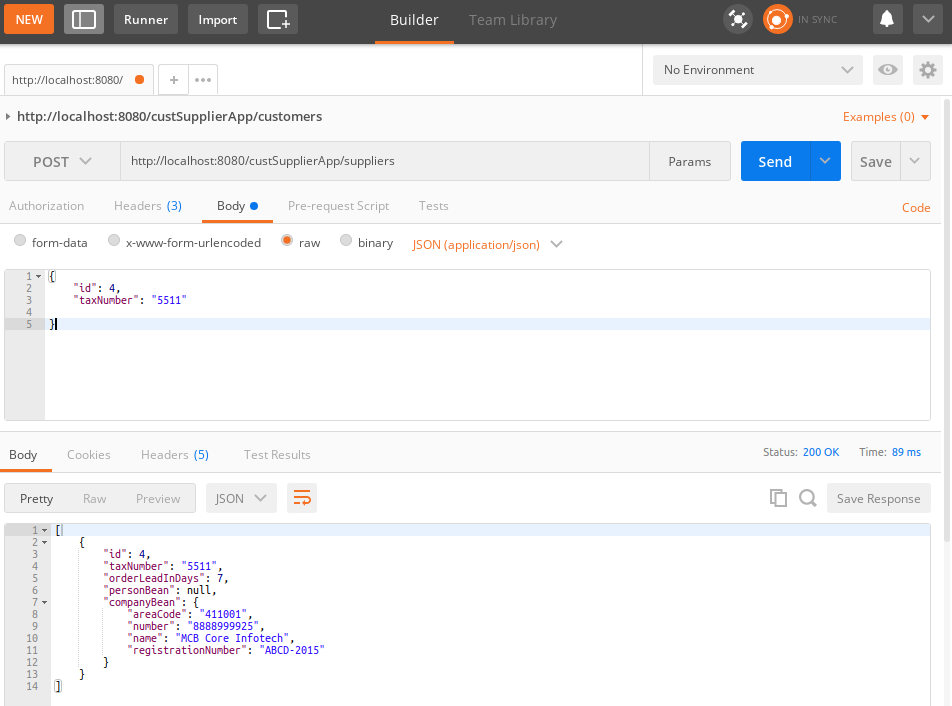 NEW Runner Import Builder Team Library IN SYNC
http://localhost:8080/ + ••• No Environment
http://localhost:8080/custSupplierApp/customers Examples (0)
POST http://localhost:8080/custSupplierApp/suppliers Params Send Save
Authorization Headers (3) Body Pre-request Script Tests Code
form-data x-www-form-urlencoded raw binary JSON (application/json)
1 {
2 "id": 4,
3 "taxNumber": "5511"
4
5 }
Body Cookies Headers (5) Test Results Status: 200 OK Time: 89 ms
Pretty Raw Preview JSON Save Response
1 [
2 {
3 "id": 4,
4 "taxNumber": "5511",
5 "orderLeadInDays": 7,
6 "personBean": null,
7 "companyBean": {
8 "areaCode": "411001",
9 "number": "8888999925",
10 "name": "MCB Core Infotech",
11 "registrationNumber": "ABCD-2015"
12 }
13 }
14 ]